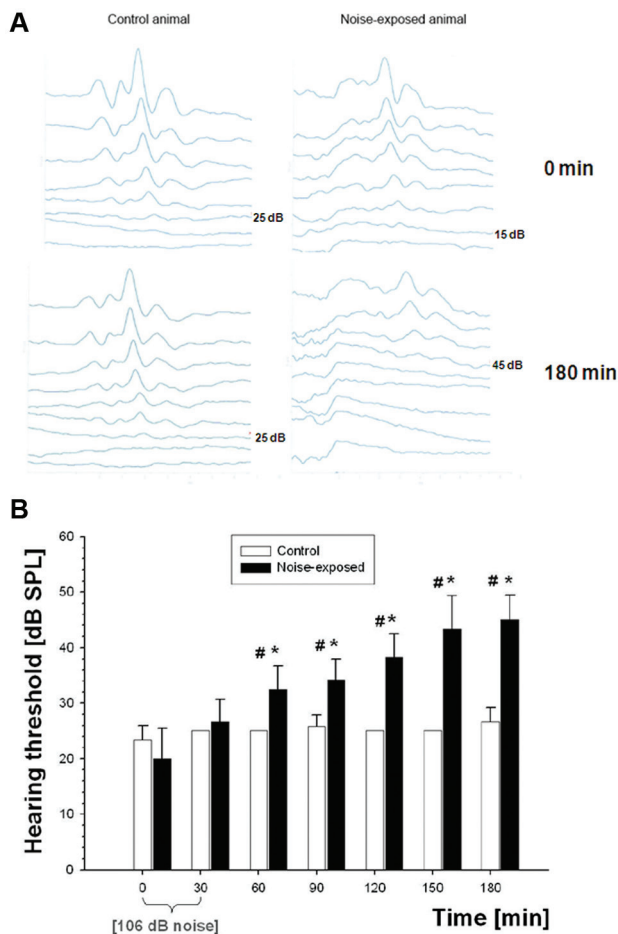 A
Control animal
Noise-exposed animal
0 min
25 dB
15 dB
45 dB
180 min
25 dB
B
60
50
40
30
20
10
0
Hearing threshold [dB SPL]
Control
Noise-exposed
# *
# *
#*
# *
# *
0 30 60 90 120 150 180
[106 dB noise]
Time [min]